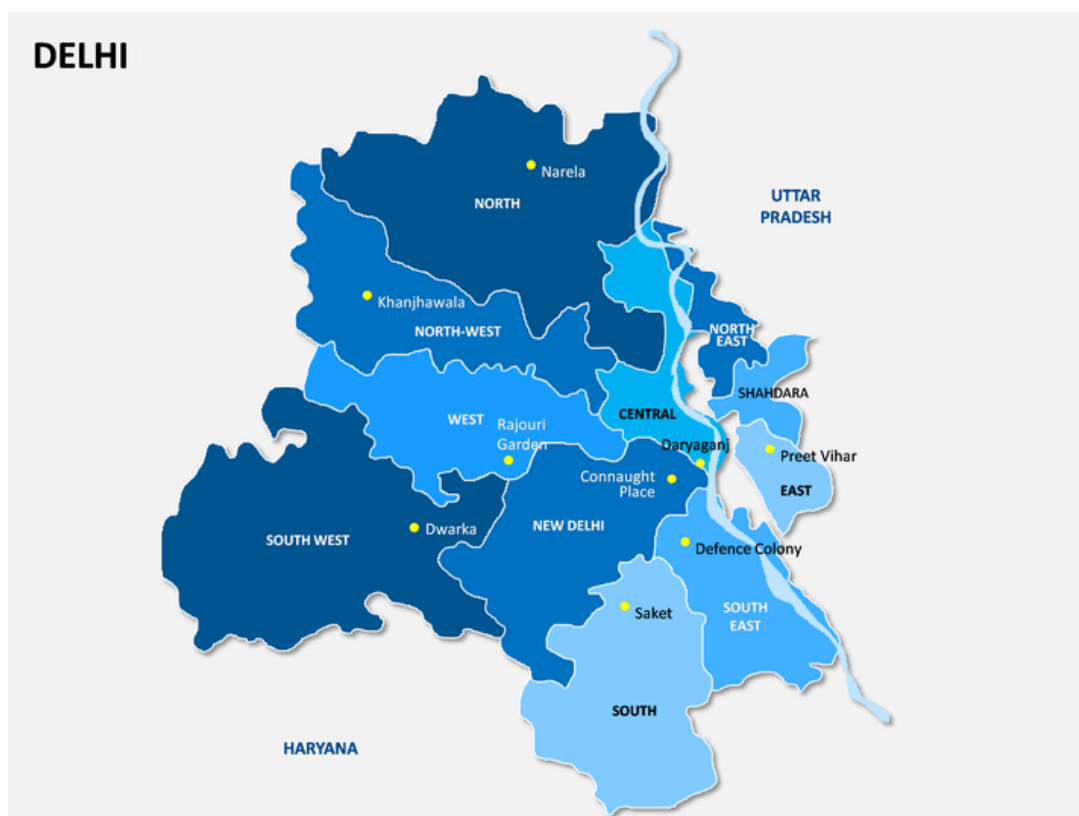 DELHI
UTTAR
PRADESH
Narela
NORTH
Khanjhawala
NORTH-WEST
NORTH
EAST
SHAHDARA
WEST
CENTRAL
Rajouri
Garden
Daryaganj
Preet Vihar
Connaught
Place
EAST
SOUTH WEST
Dwarka
NEW DELHI
Defence Colony
Saket
SOUTH
EAST
SOUTH
HARYANA